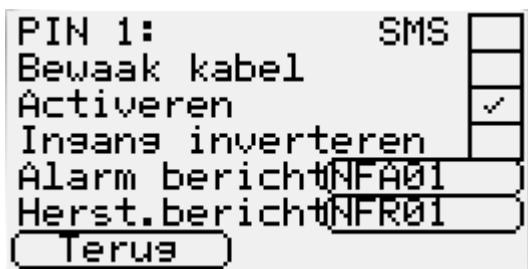 PIN 1: SMS
Bewaak kabel
Activeren ✓
Ingang inverteren
Alarm bericht NFA01
Herst.bericht NFR01
Terug